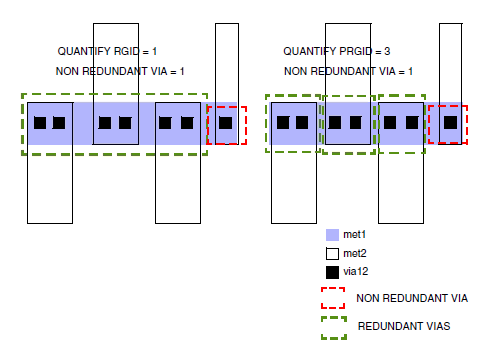 QUANTIFY RGID = 1
NON REDUNDANT VIA = 1
QUANTIFY PRGID = 3
NON REDUNDANT VIA = 1
met1
met2
via12
NON REDUNDANT VIA
REDUNDANT VIAS